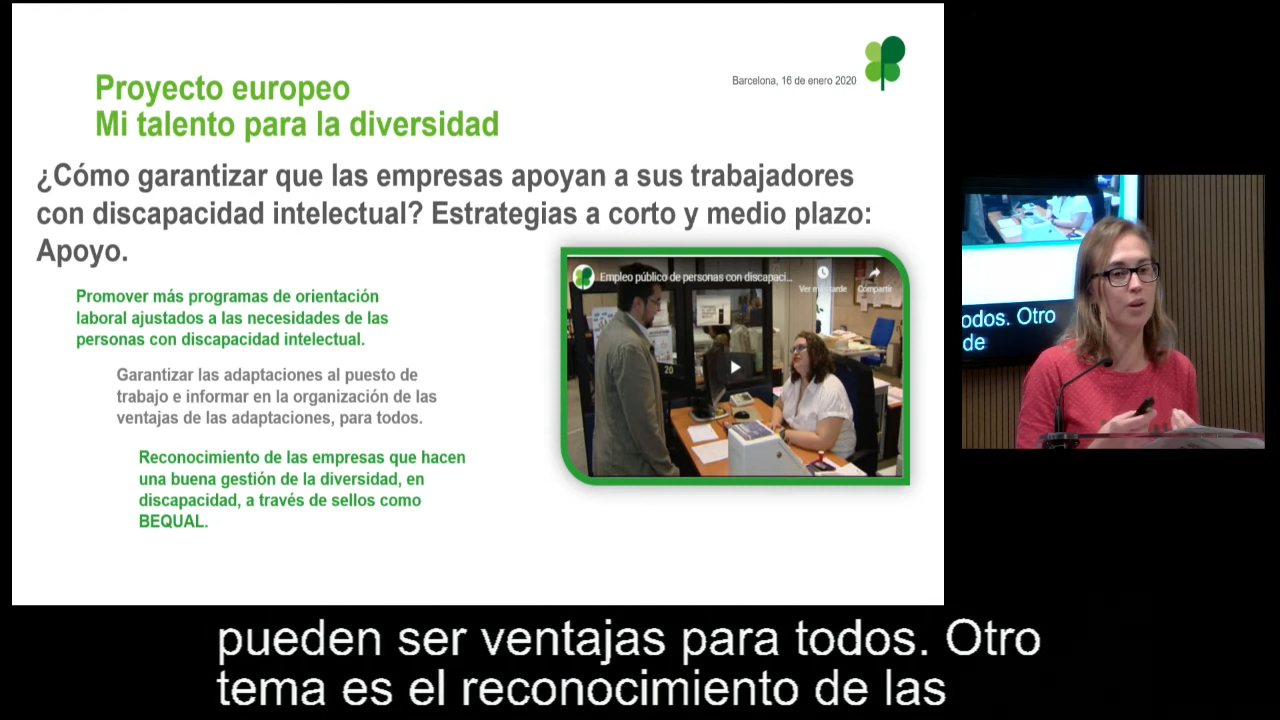 Barcelona, 16 de enero 2020
Proyecto europeo
Mi talento para la diversidad
¿Cómo garantizar que las empresas apoyan a sus trabajadores
con discapacidad intelectual? Estrategias a corto y medio plazo:
Apoyo.
Promover más programas de orientación
laboral ajustados a las necesidades de las
personas con discapacidad intelectual.
Garantizar las adaptaciones al puesto de
trabajo e informar en la organización de las
ventajas de las adaptaciones, para todos.
Reconocimiento de las empresas que hacen
una buena gestión de la diversidad, en
discapacidad, a través de sellos como
BEQUAL.
Empleo público de personas con discapaci...
Ver más tarde
Compartir
20
odos. Otro
de
pueden ser ventajas para todos. Otro
tema es el reconocimiento de las